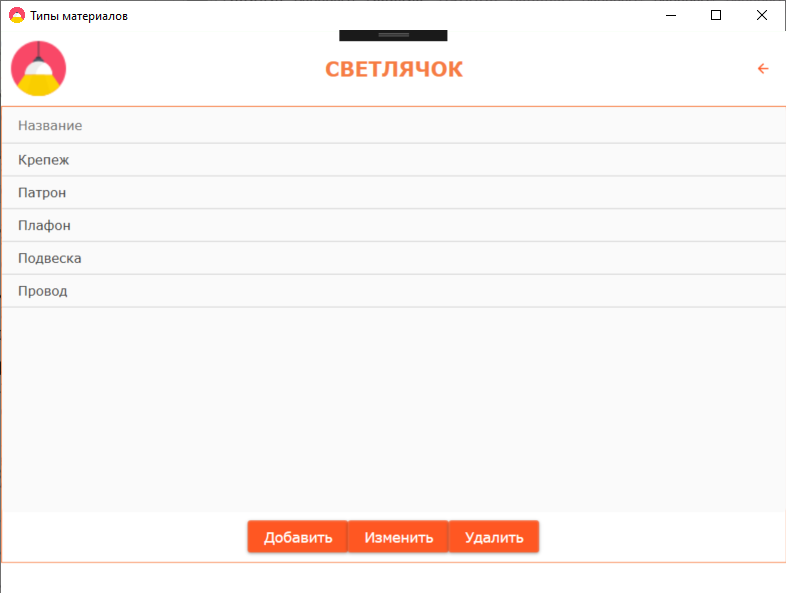 Типы материалов
СВЕТЛЯЧОК
Название
Крепеж
Патрон
Плафон
Подвеска
Провод
Добавить Изменить Удалить